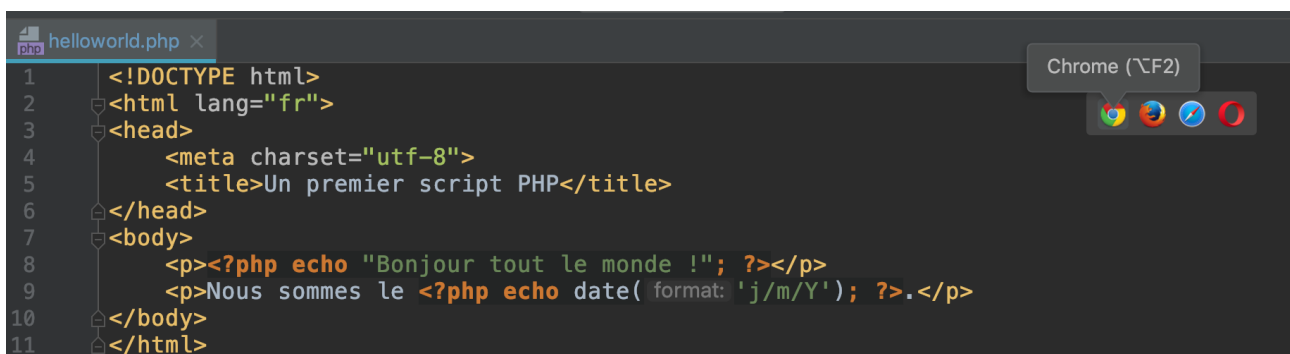 php helloworld.php ×
Chrome (⌥F2)
1 <!DOCTYPE html>
2 <html lang="fr">
3 <head>
4 <meta charset="utf-8">
5 <title>Un premier script PHP</title>
6 </head>
7 <body>
8 <p><?php echo "Bonjour tout le monde !"; ?></p>
9 <p>Nous sommes le <?php echo date( format: 'j/m/Y'); ?>.</p>
10 </body>
11 </html>